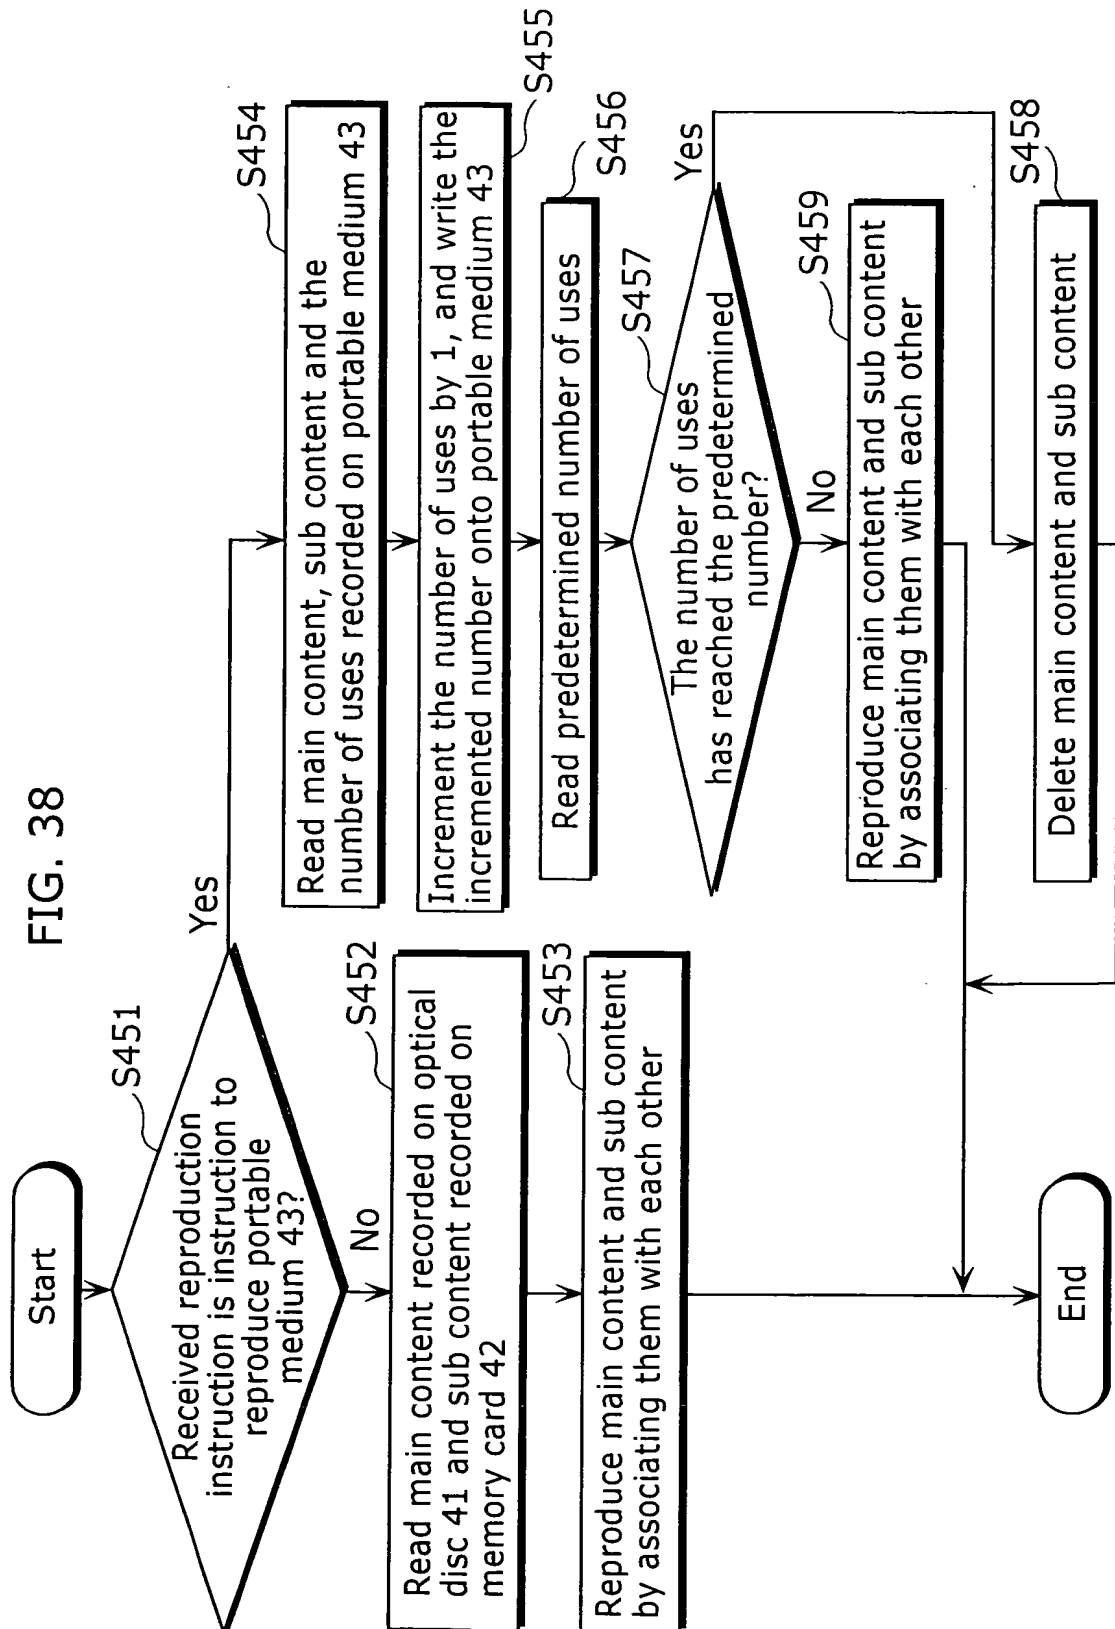 FIG. 38
Start
S451
Received reproduction
instruction is instruction to
reproduce portable
medium 43?
Yes
No
S452
Read main content recorded on optical
disc 41 and sub content recorded on
memory card 42
S453
Reproduce main content and sub content
by associating them with each other
End
S454
Read main content, sub content and the
number of uses recorded on portable medium 43
S455
Increment the number of uses by 1, and write the
incremented number onto portable medium 43
S456
Read predetermined number of uses
S457
The number of uses
has reached the predetermined
number?
Yes
No
S459
Reproduce main content and sub content
by associating them with each other
S458
Delete main content and sub content